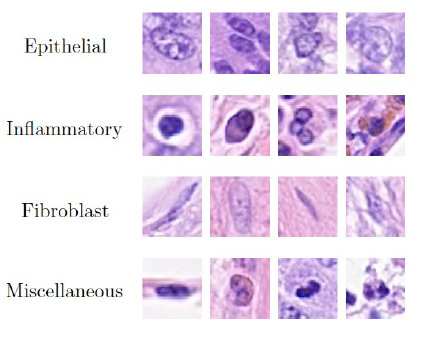 Epithelial
Inflammatory
Fibroblast
Miscellaneous